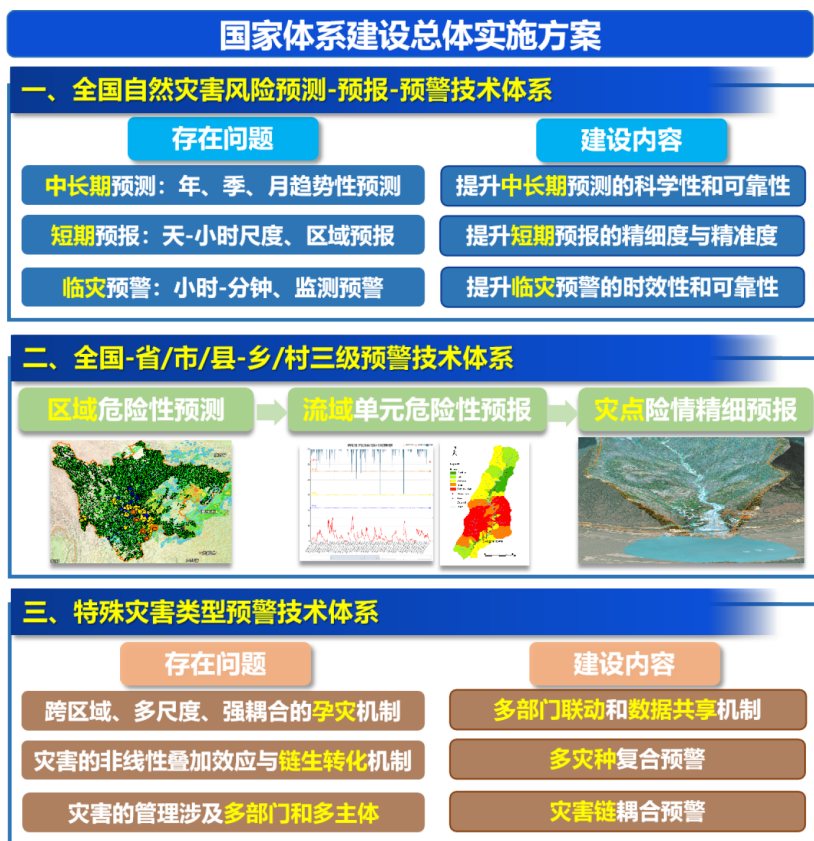 国家体系建设总体实施方案
一、全国自然灾害风险预测-预报-预警技术体系
存在问题
建设内容
中长期预测：年、季、月趋势性预测
提升中长期预测的科学性和可靠性
短期预报：天-小时尺度、区域预报
提升短期预报的精细度与精准度
临灾预警：小时-分钟、监测预警
提升临灾预警的时效性和可靠性
二、全国-省/市/县-乡/村三级预警技术体系
区域危险性预测
流域单元危险性预报
灾点险情精细预报
三、特殊灾害类型预警技术体系
存在问题
建设内容
跨区域、多尺度、强耦合的孕灾机制
多部门联动和数据共享机制
灾害的非线性叠加效应与链生转化机制
多灾种复合预警
灾害的管理涉及多部门和多主体
灾害链耦合预警